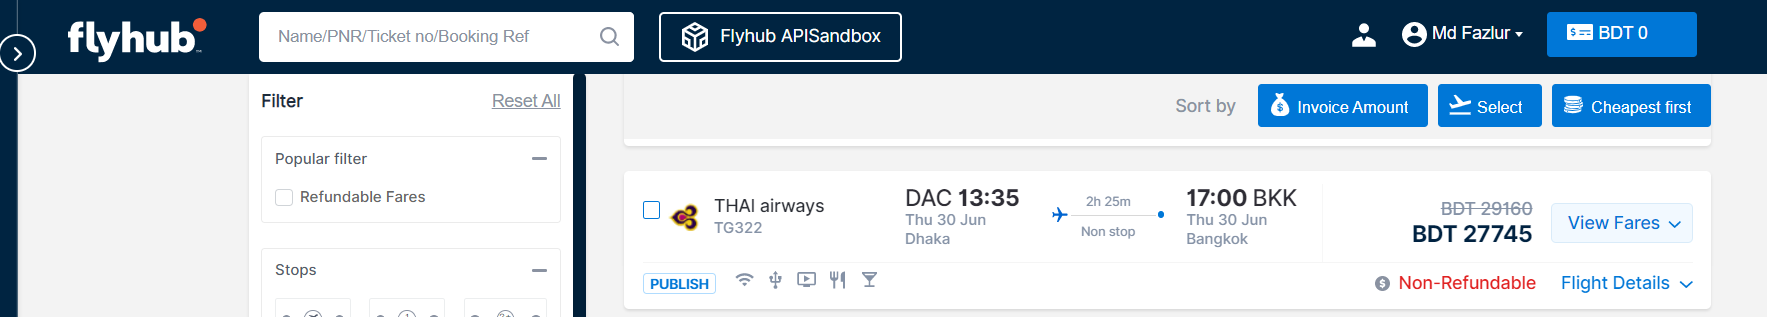 flyhub
Name/PNR/Ticket no/Booking Ref
Flyhub APISandbox
Md Fazlur
BDT 0
Filter
Reset All
Popular filter
Refundable Fares
Stops
Sort by
Invoice Amount
Select
Cheapest first
THAI airways
TG322
DAC 13:35
Thu 30 Jun
Dhaka
2h 25m
Non stop
17:00 BKK
Thu 30 Jun
Bangkok
BDT 29160
BDT 27745
View Fares
PUBLISH
Non-Refundable
Flight Details